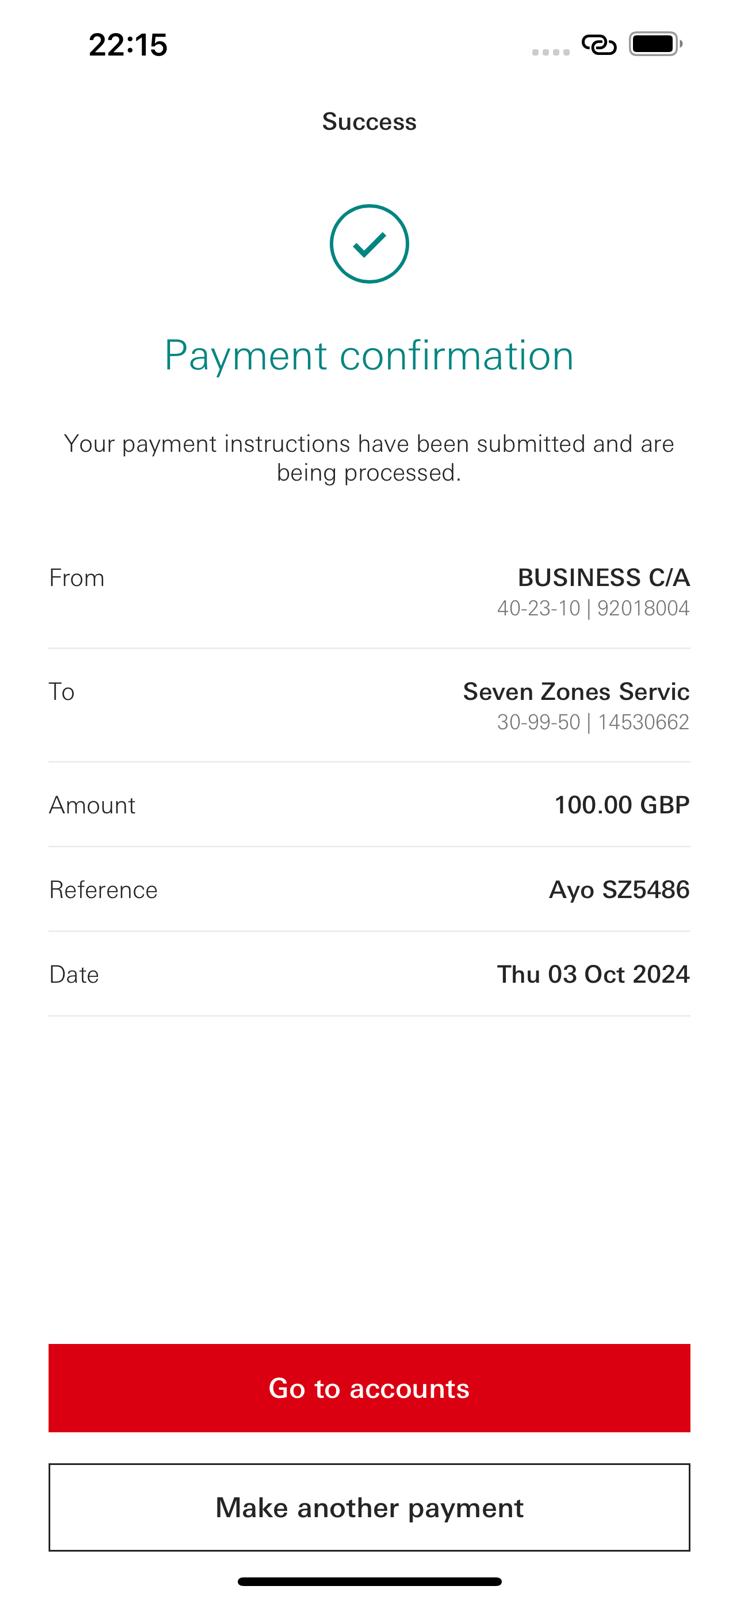 22:15
Success
Payment confirmation
Your payment instructions have been submitted and are
being processed.
From
BUSINESS C/A
40-23-10 | 92018004
To
Seven Zones Servic
30-99-50 | 14530662
Amount
100.00 GBP
Reference
Ayo SZ5486
Date
Thu 03 Oct 2024
Go to accounts
Make another payment